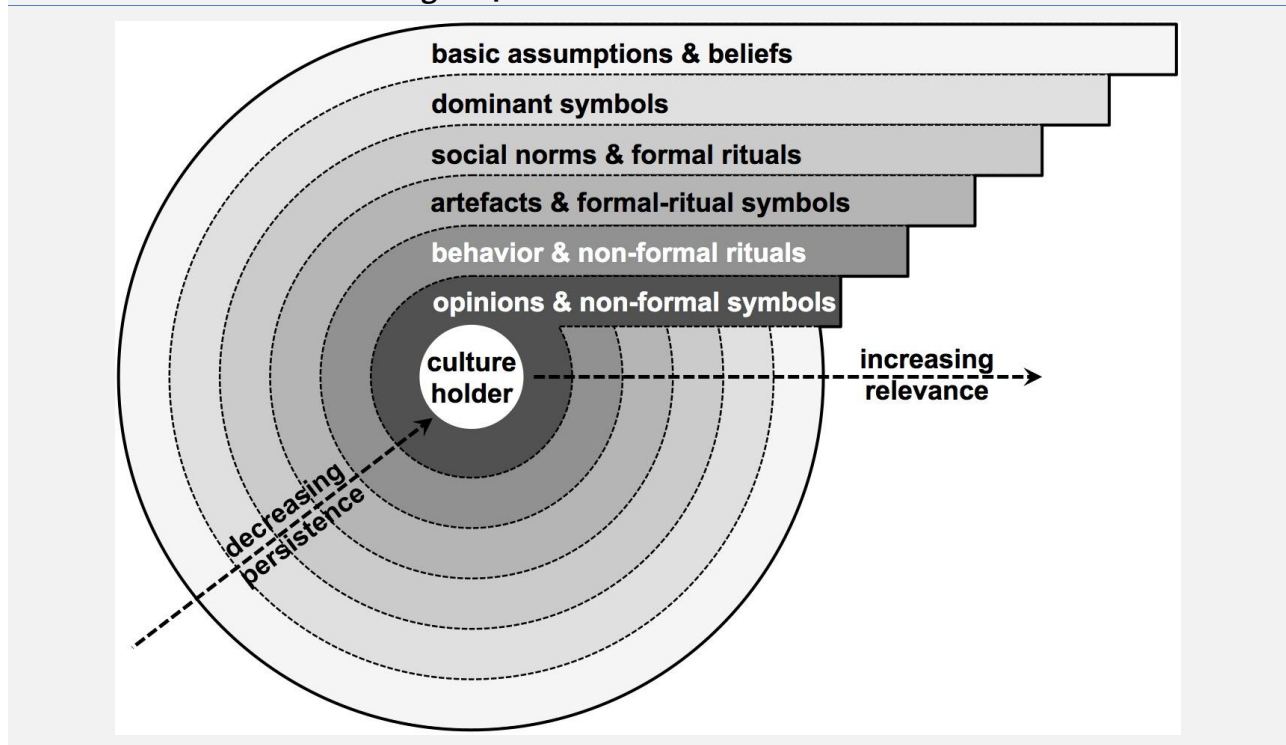 basic assumptions & beliefs
dominant symbols
social norms & formal rituals
artefacts & formal-ritual symbols
behavior & non-formal rituals
opinions & non-formal symbols
culture
holder
increasing
relevance
decreasing
persistence